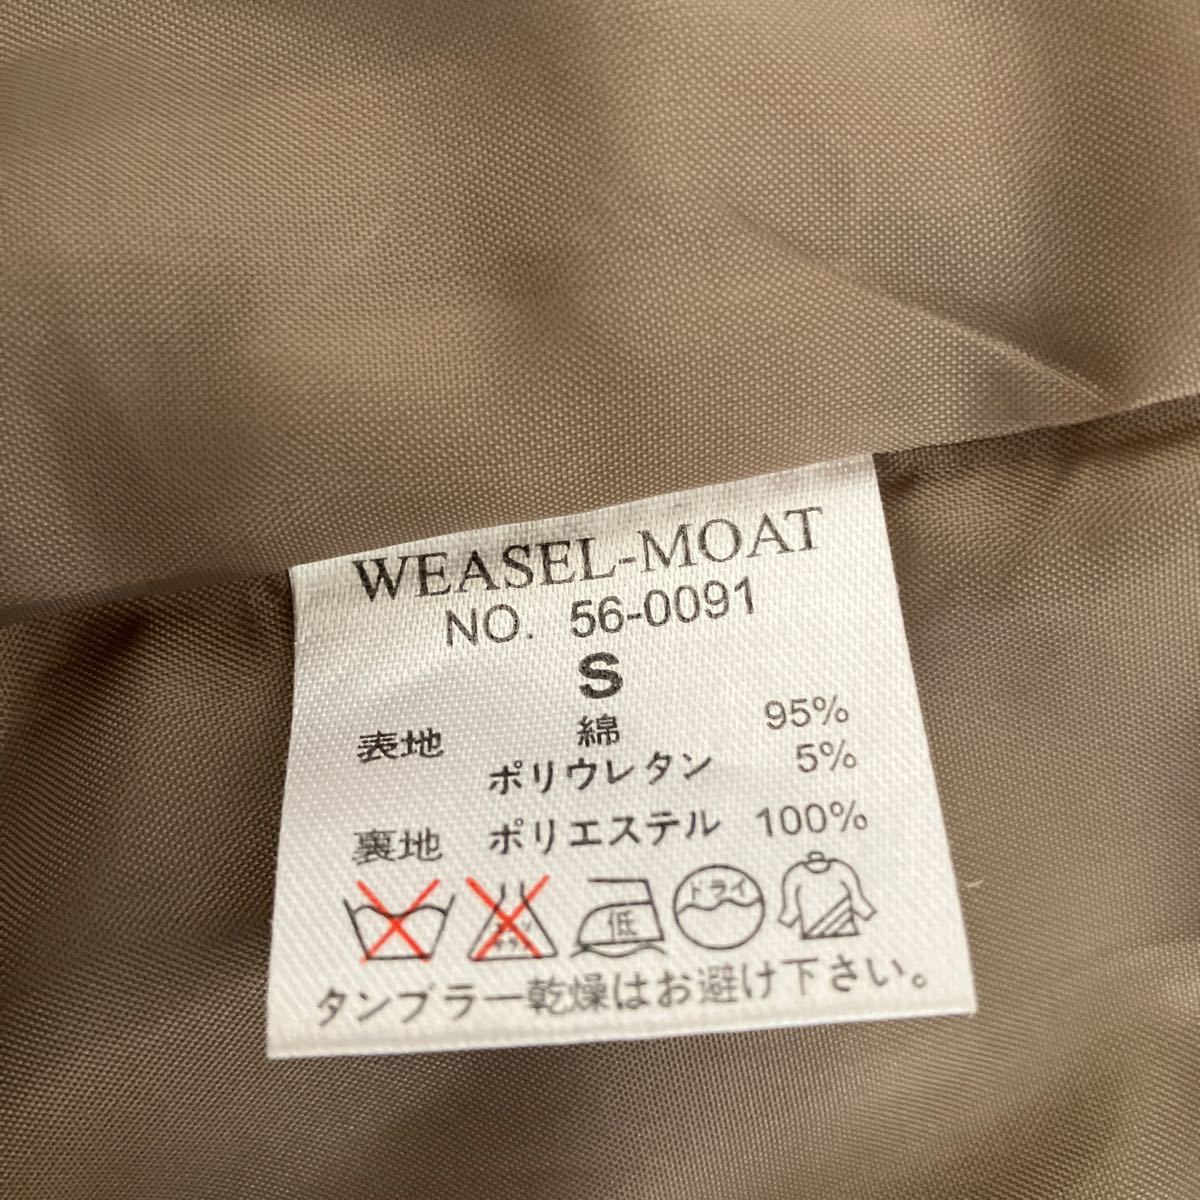 WEASEL-MOAT
NO. 56-0091
S
表地 綿 95%
ポリウレタン 5%
裏地 ポリエステル 100%
低 ドライ
タンブラー乾燥はお避け下さい。